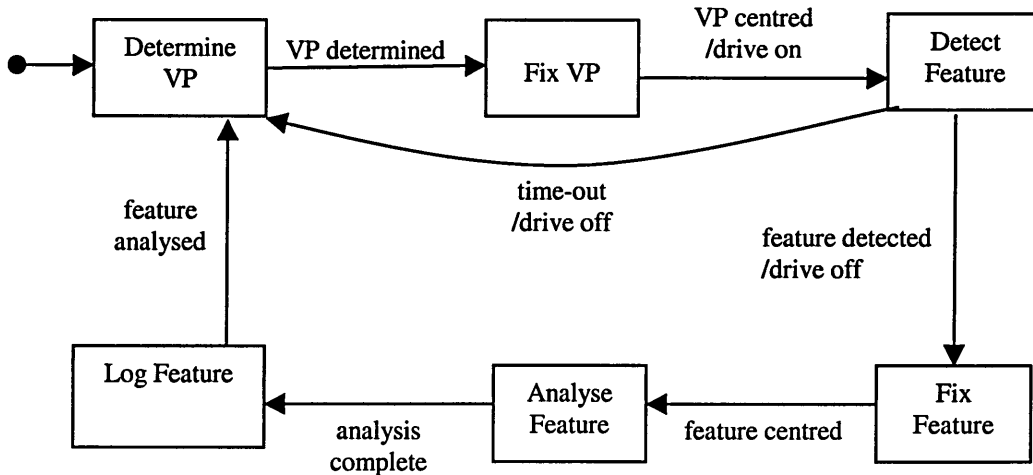 Determine
VP
VP determined
Fix VP
VP centred
/drive on
Detect
Feature
time-out
/drive off
feature
analysed
feature detected
/drive off
Log Feature
analysis
complete
Analyse
Feature
feature centred
Fix
Feature